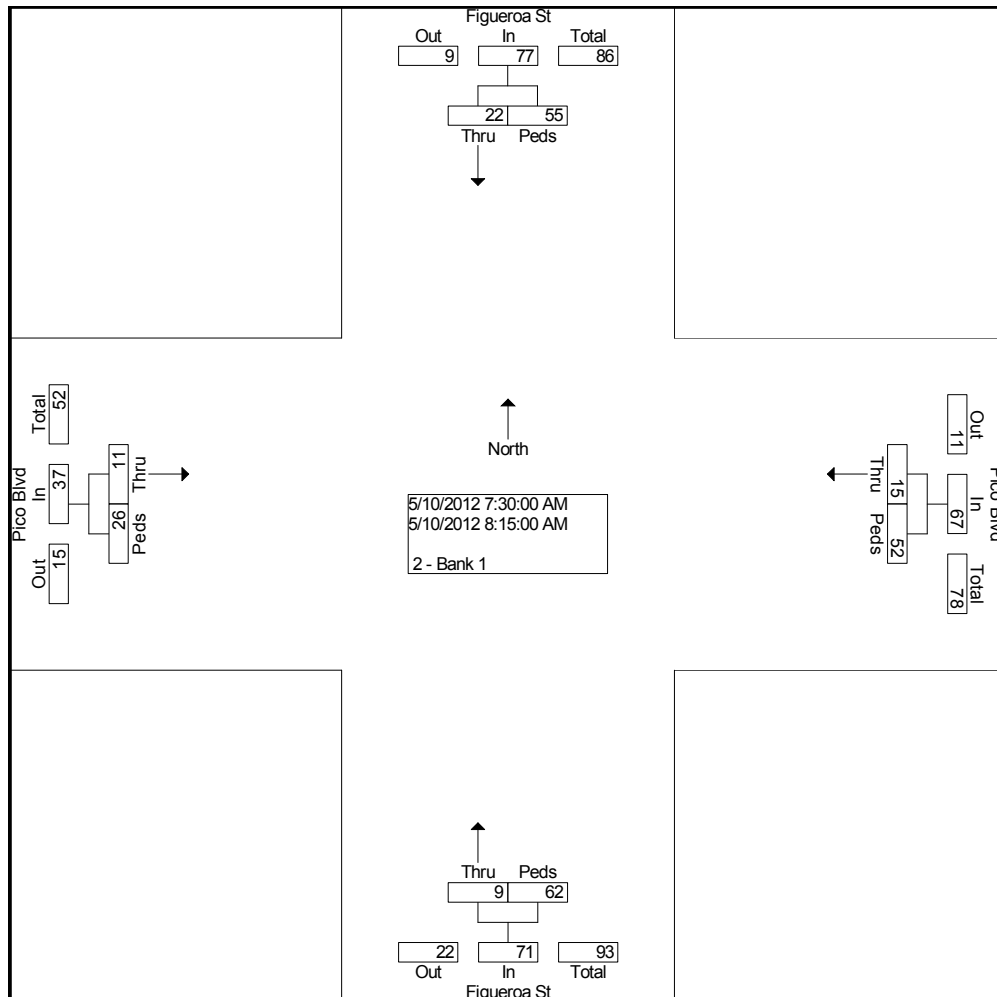 Figueroa St
Out In Total
9 77 86
22 55
Thru Peds
Total In Out
52 37 15
Pico Blvd
11 26
Thru Peds
North
5/10/2012 7:30:00 AM
5/10/2012 8:15:00 AM
2 - Bank 1
Thru Peds
15 52
Out In Total
11 67 78
Pico Blvd
Thru Peds
9 62
22 71 93
Out In Total
Figueroa St